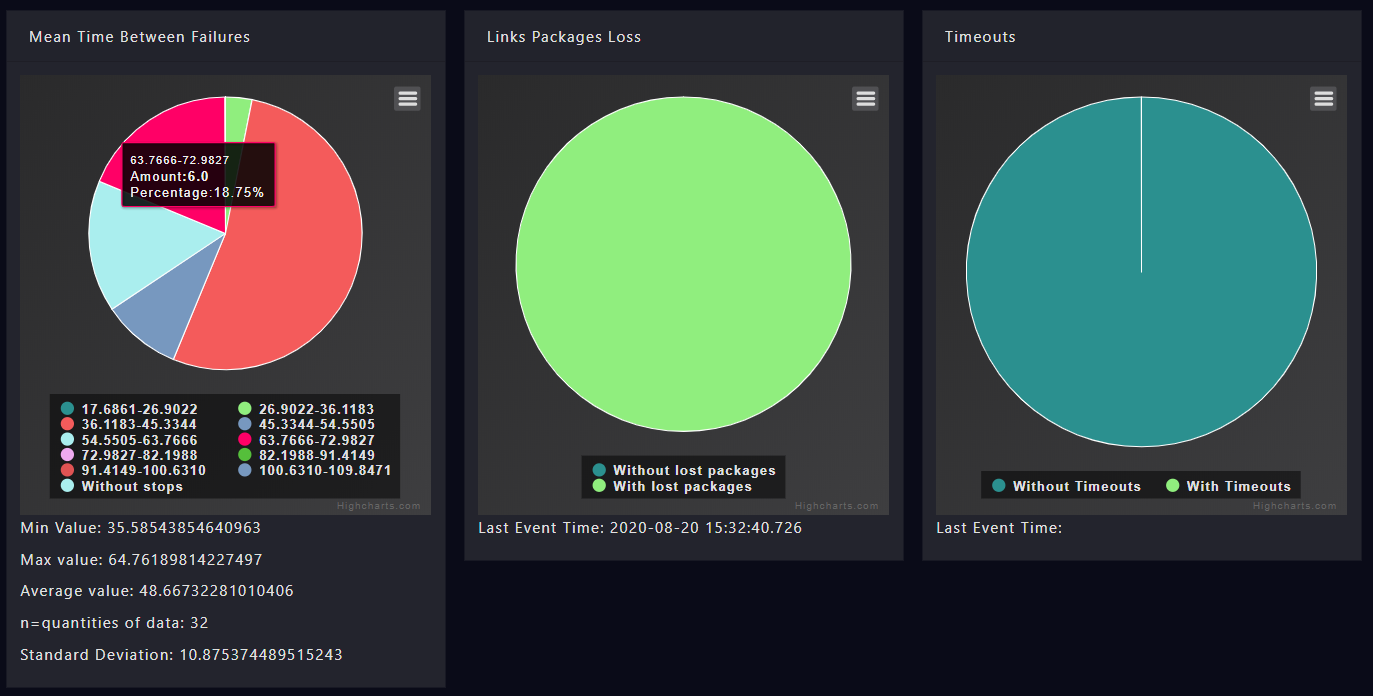 Mean Time Between Failures
63.7666-72.9827
Amount:6.0
Percentage:18.75%
17.6861-26.9022 26.9022-36.1183
36.1183-45.3344 45.3344-54.5505
54.5505-63.7666 63.7666-72.9827
72.9827-82.1988 82.1988-91.4149
91.4149-100.6310 100.6310-109.8471
Without stops
Highcharts.com
Min Value: 35.58543854640963
Max value: 64.76189814227497
Average value: 48.66732281010406
n=quantities of data: 32
Standard Deviation: 10.875374489515243
Links Packages Loss
Without lost packages
With lost packages
Highcharts.com
Last Event Time: 2020-08-20 15:32:40.726
Timeouts
Without Timeouts With Timeouts
Highcharts.com
Last Event Time: